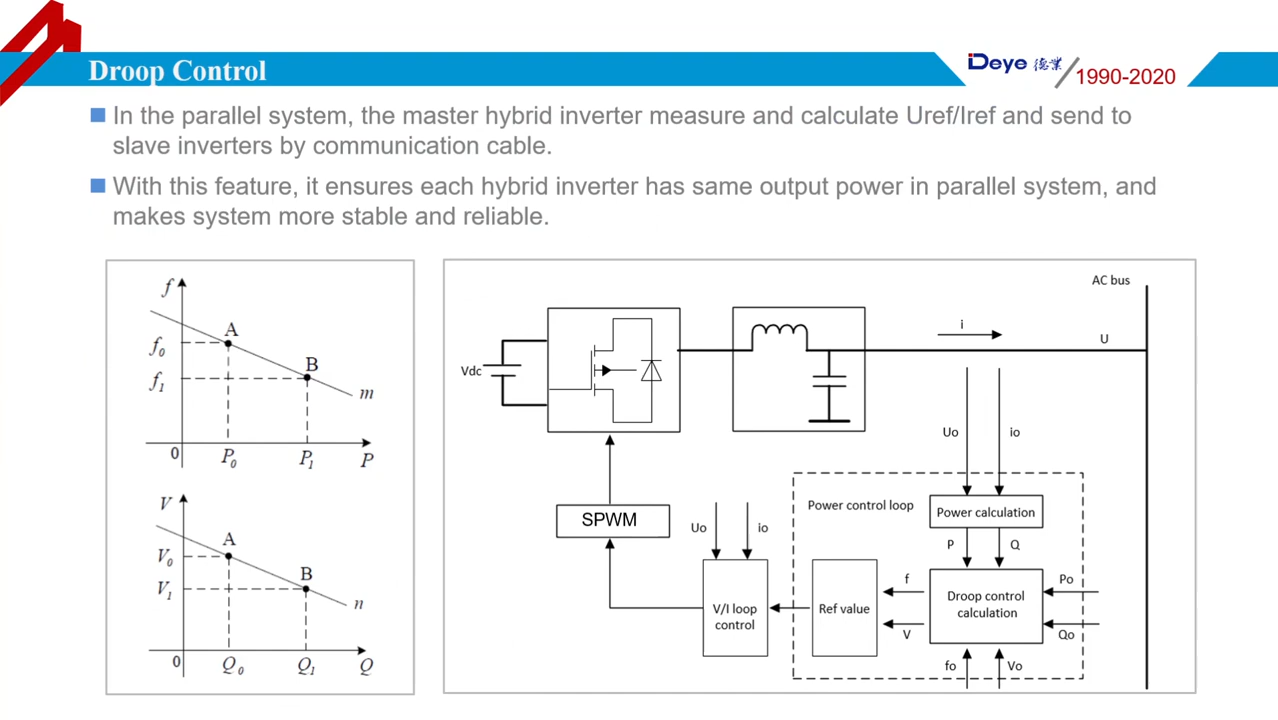 Droop Control
Deye 德業
1990-2020
In the parallel system, the master hybrid inverter measure and calculate Uref/Iref and send to
slave inverters by communication cable.
With this feature, it ensures each hybrid inverter has same output power in parallel system, and
makes system more stable and reliable.
f
A
f0
B
f1
m
0
P0
P1
P
V
A
V0
B
V1
n
0
Q0
Q1
Q
AC bus
i
U
Vdc
Uo
io
Power control loop
Power calculation
SPWM
Uo
io
P
Q
V/I loop
control
Ref value
f
V
Droop control
calculation
Po
Qo
fo
Vo